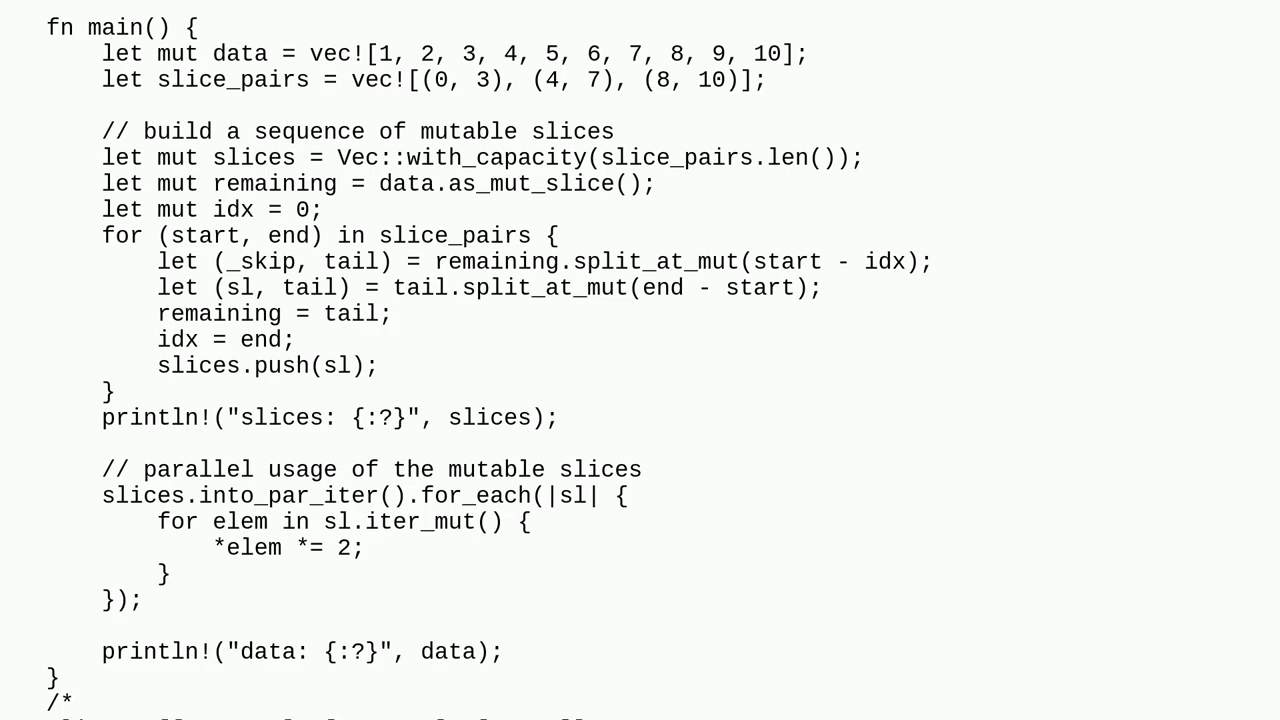 fn main() {
    let mut data = vec![1, 2, 3, 4, 5, 6, 7, 8, 9, 10];
    let slice_pairs = vec![(0, 3), (4, 7), (8, 10)];

    // build a sequence of mutable slices
    let mut slices = Vec::with_capacity(slice_pairs.len());
    let mut remaining = data.as_mut_slice();
    let mut idx = 0;
    for (start, end) in slice_pairs {
        let (_skip, tail) = remaining.split_at_mut(start - idx);
        let (sl, tail) = tail.split_at_mut(end - start);
        remaining = tail;
        idx = end;
        slices.push(sl);
    }
    println!("slices: {:?}", slices);

    // parallel usage of the mutable slices
    slices.into_par_iter().for_each(|sl| {
        for elem in sl.iter_mut() {
            *elem *= 2;
        }
    });

    println!("data: {:?}", data);
}
/*